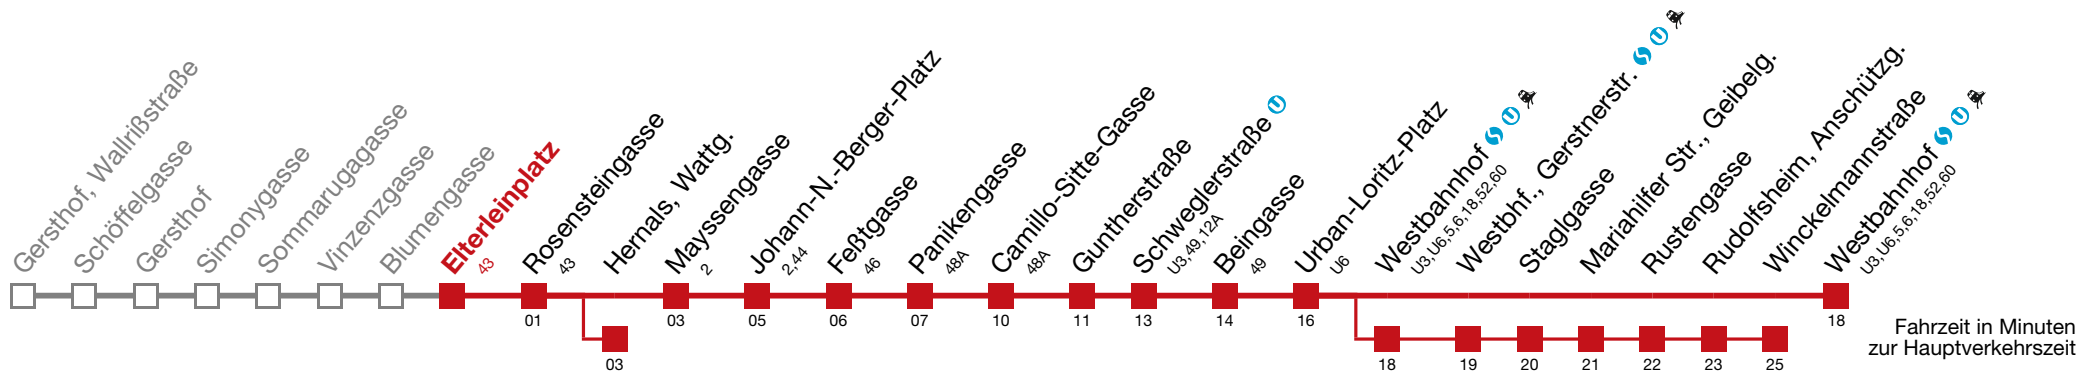 Gersthof, Wallrißstraße
Schöffelgasse
Gersthof
Simonygasse
Sommarugagasse
Vinzenzgasse
Blumengasse
Elterleinplatz
43
Rosensteingasse
43
Hernals, Wattg.
Mayssengasse
2
Johann-N.-Berger-Platz
2,44
Feßtgasse
46
Panikengasse
48A
Camillo-Sitte-Gasse
48A
Guntherstraße
Schweglerstraße U
U3,49,12A
Beingasse
49
Urban-Loritz-Platz
U6
Westbahnhof S U
U3,U6,5,6,18,52,60
Westbhf., Gerstnerstr. S U
Staglgasse
Mariahilfer Str., Geibelg.
Rustengasse
Rudolfsheim, Anschützg.
Winckelmannstraße
Westbahnhof S U
U3,U6,5,6,18,52,60
01 03 05 06 07 10 11 13 14 16 18
03 18 19 20 21 22 23 25
Fahrzeit in Minuten
zur Hauptverkehrszeit